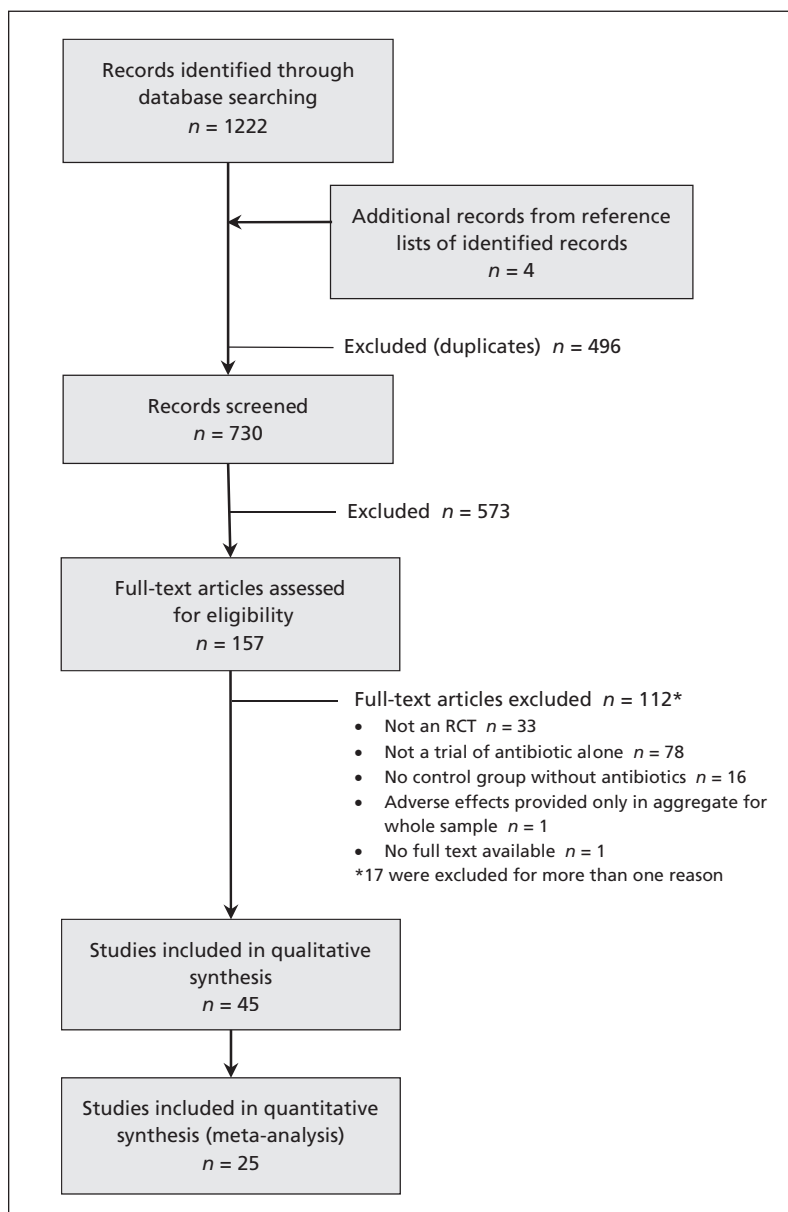 Records identified through
database searching
n = 1222
Additional records from reference
lists of identified records
n = 4
Excluded (duplicates) n = 496
Records screened
n = 730
Excluded n = 573
Full-text articles assessed
for eligibility
n = 157
Full-text articles excluded n = 112*
• Not an RCT n = 33
• Not a trial of antibiotic alone n = 78
• No control group without antibiotics n = 16
• Adverse effects provided only in aggregate for
whole sample n = 1
• No full text available n = 1
*17 were excluded for more than one reason
Studies included in qualitative
synthesis
n = 45
Studies included in quantitative
synthesis (meta-analysis)
n = 25